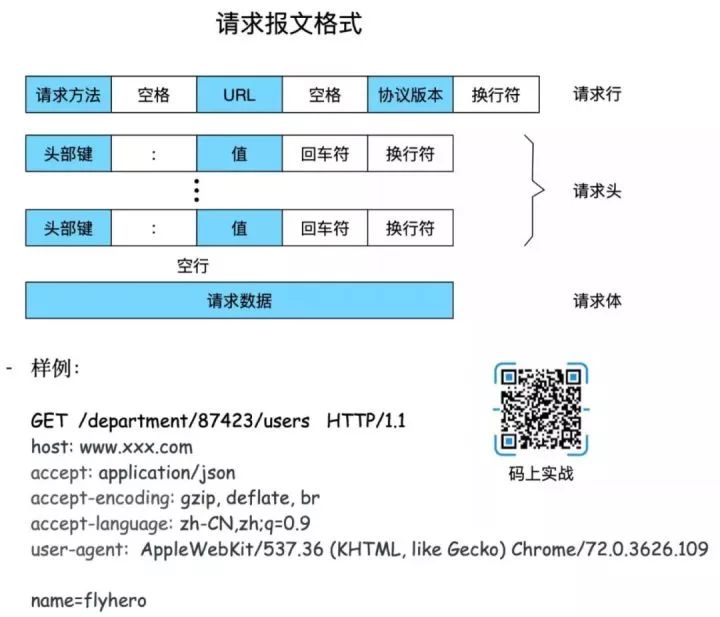 请求报文格式
请求方法 空格 URL 空格 协议版本 换行符 请求行
头部键 : 值 回车符 换行符
请求头
头部键 : 值 回车符 换行符
空行
请求数据 请求体
- 样例:
GET /department/87423/users HTTP/1.1
host: www.xxx.com
accept: application/json
accept-encoding: gzip, deflate, br
accept-language: zh-CN,zh;q=0.9
user-agent: AppleWebKit/537.36 (KHTML, like Gecko) Chrome/72.0.3626.109
name=flyhero
码上实战